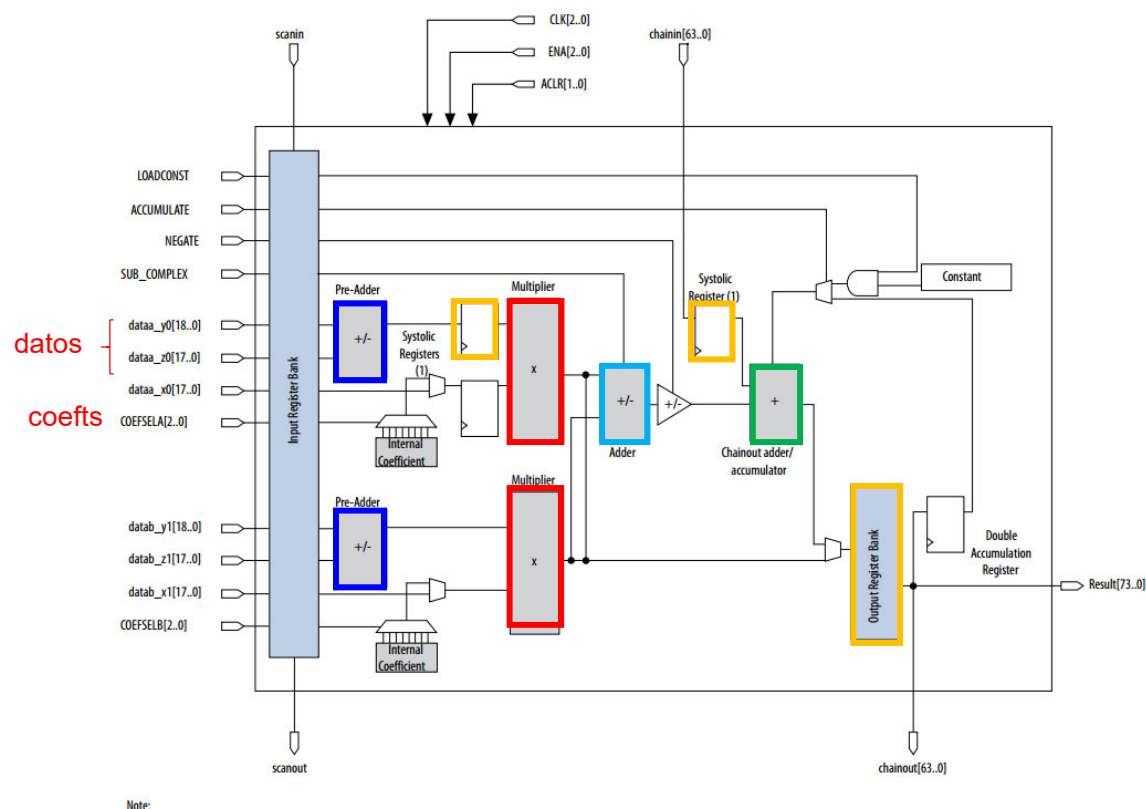 scanin
CLK[2..0]
chainin[63..0]
ENA[2..0]
ACLR[1..0]
LOADCONST
ACCUMULATE
NEGATE
SUB_COMPLEX
datos
dataa_y0[18..0]
dataa_z0[17..0]
dataa_x0[17..0]
coefts
COEFSELA[2..0]
datab_y1[18..0]
datab_z1[17..0]
datab_x1[17..0]
COEFSELB[2..0]
Input Register Bank
Pre-Adder
+/-
Systolic
Registers
(1)
Internal
Coefficient
Multiplier
x
Pre-Adder
+/-
Internal
Coefficient
Multiplier
x
+/-
Adder
+/-
Systolic
Register (1)
+
Chainout adder/
accumulator
Constant
Output Register Bank
Double
Accumulation
Register
Result[73..0]
scanout
chainout[63..0]
Note: